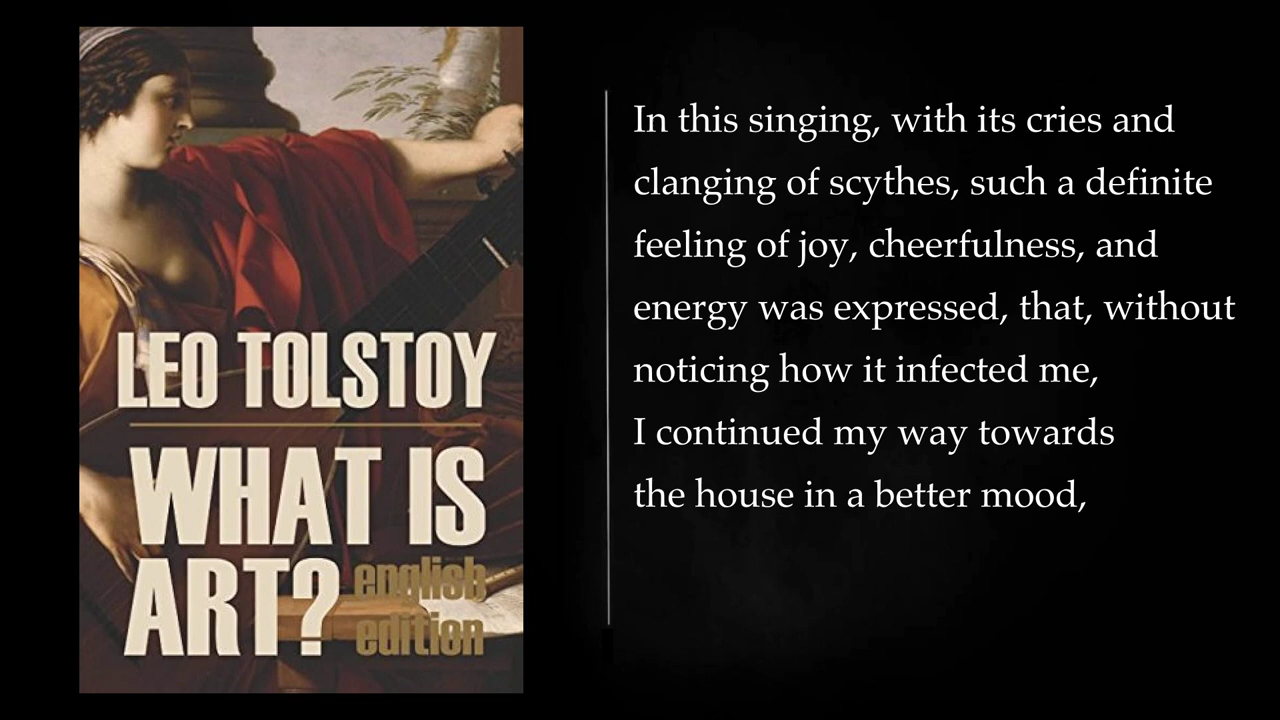 LEO TOLSTOY
WHAT IS
ART?
english
edition
In this singing, with its cries and
clanging of scythes, such a definite
feeling of joy, cheerfulness, and
energy was expressed, that, without
noticing how it infected me,
I continued my way towards
the house in a better mood,